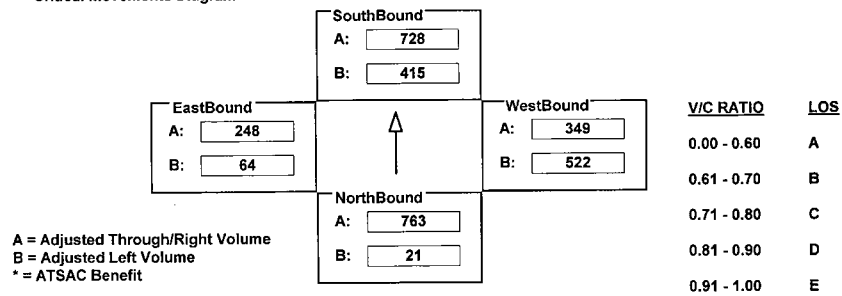 SouthBound
A: 728
B: 415
EastBound
A: 248
B: 64
WestBound
A: 349
B: 522
NorthBound
A: 763
B: 21
A = Adjusted Through/Right Volume
B = Adjusted Left Volume
* = ATSAC Benefit
V/C RATIO LOS
0.00 - 0.60 A
0.61 - 0.70 B
0.71 - 0.80 C
0.81 - 0.90 D
0.91 - 1.00 E